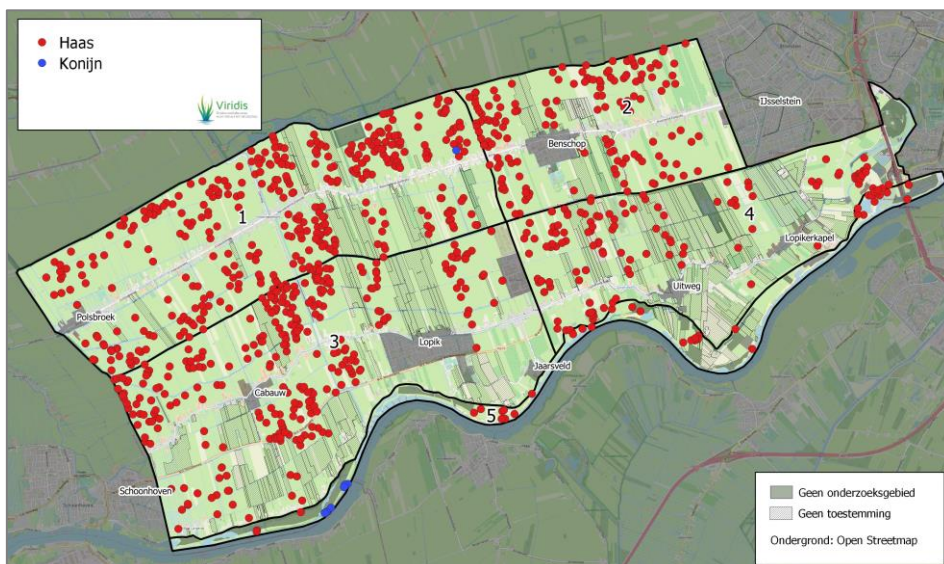 Haas
Konijn
Viridis
IJsselstein
2
Benschop
1
4
Lopikerkapel
Uitweg
Polsbroek
3
Lopik
Jaarsveld
Cabauw
5
Schoonhoven
Geen onderzoeksgebied
Geen toestemming
Ondergrond: Open Streetmap